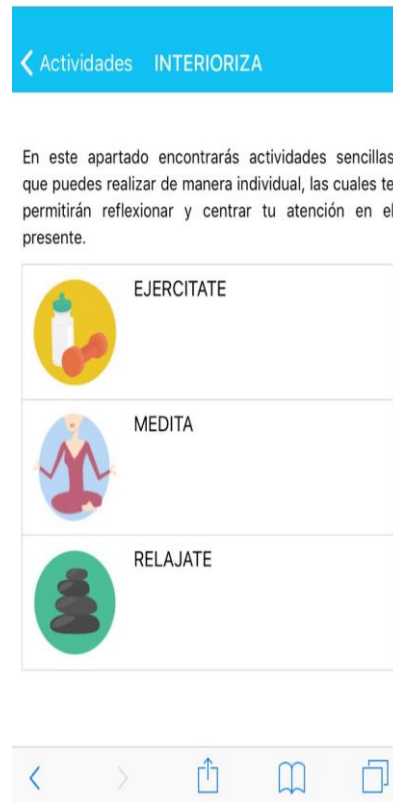 Actividades INTERIORIZA
En este apartado encontrarás actividades sencillas
que puedes realizar de manera individual, las cuales te
permitirán reflexionar y centrar tu atención en el
presente.
EJERCITATE
MEDITA
RELAJATE